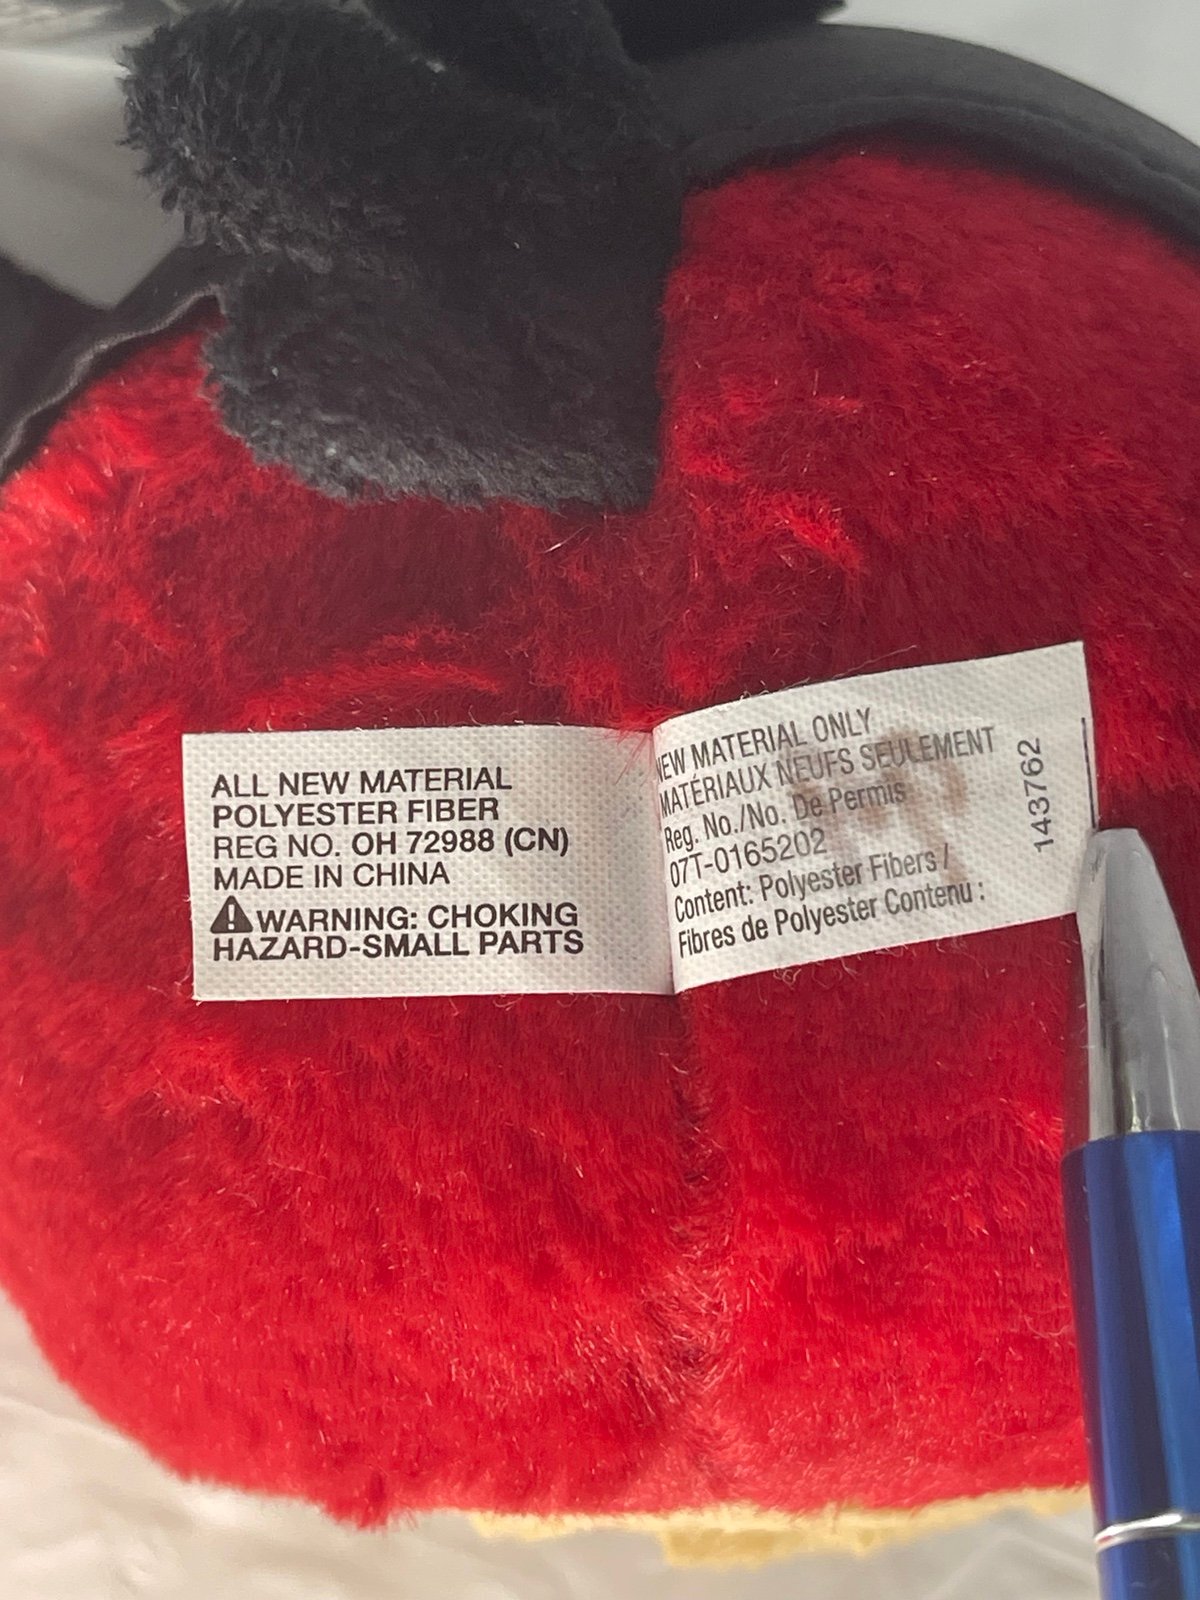 ALL NEW MATERIAL
POLYESTER FIBER
REG NO. OH 72988 (CN)
MADE IN CHINA
WARNING: CHOKING
HAZARD-SMALL PARTS
NEW MATERIAL ONLY
MATÉRIAUX NEUFS SEULEMENT
Reg. No./No. De Permis
07T-0165202
Content: Polyester Fibers /
Fibres de Polyester Contenu :
143762